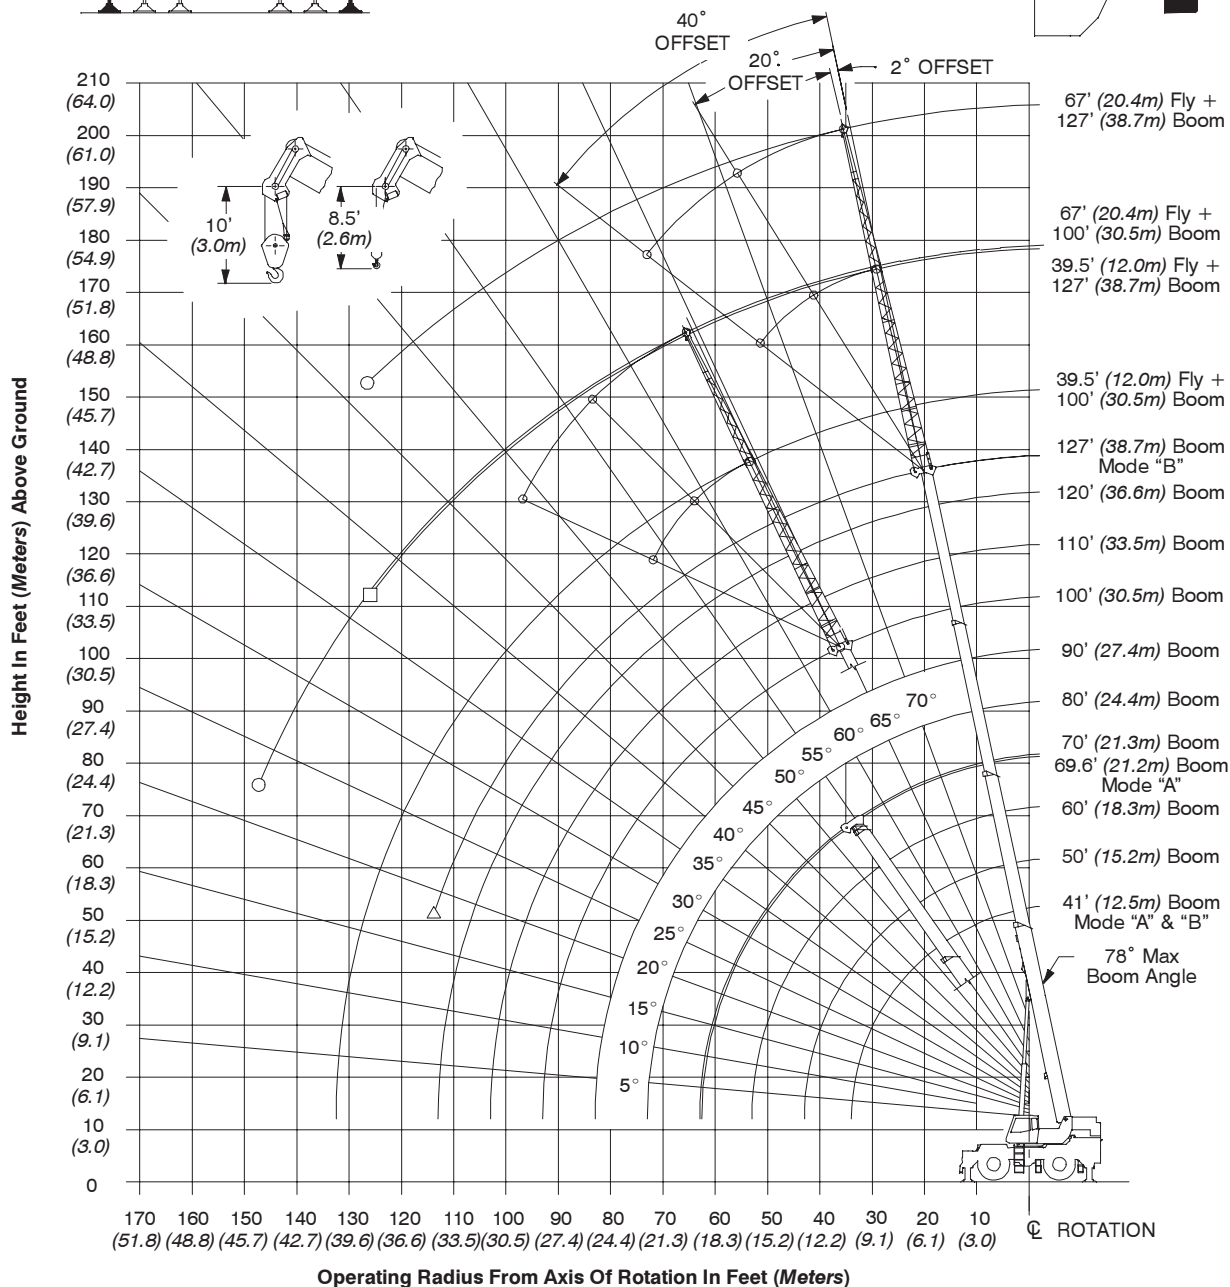 40°
OFFSET
20°
OFFSET
2° OFFSET
210
(64.0)
200
(61.0)
190
(57.9)
180
(54.9)
170
(51.8)
160
(48.8)
150
(45.7)
140
(42.7)
130
(39.6)
120
(36.6)
110
(33.5)
100
(30.5)
90
(27.4)
80
(24.4)
70
(21.3)
60
(18.3)
50
(15.2)
40
(12.2)
30
(9.1)
20
(6.1)
10
(3.0)
0
Height In Feet (Meters) Above Ground
10'
(3.0m)
8.5'
(2.6m)
67' (20.4m) Fly +
127' (38.7m) Boom
67' (20.4m) Fly +
100' (30.5m) Boom
39.5' (12.0m) Fly +
127' (38.7m) Boom
39.5' (12.0m) Fly +
100' (30.5m) Boom
127' (38.7m) Boom
Mode “B”
120' (36.6m) Boom
110' (33.5m) Boom
100' (30.5m) Boom
90' (27.4m) Boom
80' (24.4m) Boom
70' (21.3m) Boom
69.6' (21.2m) Boom
Mode “A”
60' (18.3m) Boom
50' (15.2m) Boom
41' (12.5m) Boom
Mode “A” & “B”
78° Max
Boom Angle
70°
65°
60°
55°
50°
45°
40°
35°
30°
25°
20°
15°
10°
5°
170 160 150 140 130 120 110 100 90 80 70 60 50 40 30 20 10 ℄ ROTATION
(51.8) (48.8) (45.7) (42.7) (39.6) (36.6) (33.5) (30.5) (27.4) (24.4) (21.3) (18.3) (15.2) (12.2) (9.1) (6.1) (3.0)
Operating Radius From Axis Of Rotation In Feet (Meters)